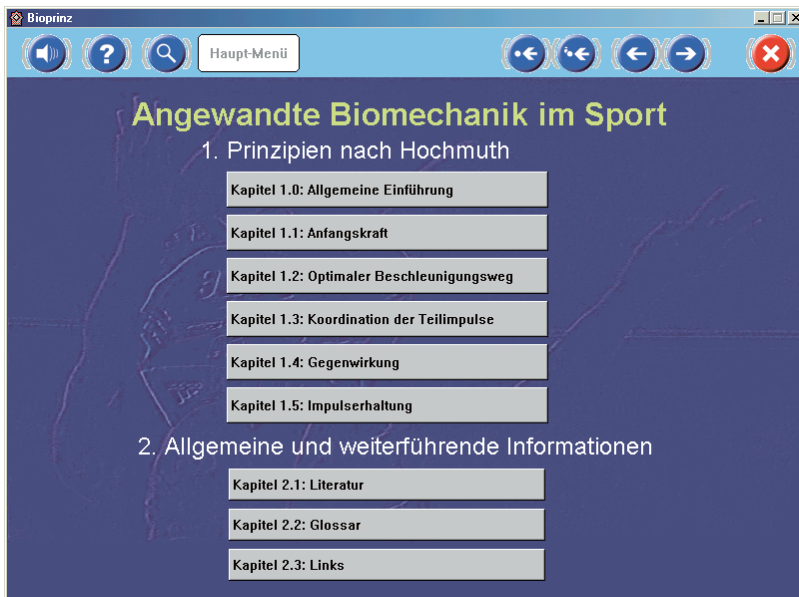 Bioprinz
Haupt-Menü
Angewandte Biomechanik im Sport
1. Prinzipien nach Hochmuth
Kapitel 1.0: Allgemeine Einführung
Kapitel 1.1: Anfangskraft
Kapitel 1.2: Optimaler Beschleunigungsweg
Kapitel 1.3: Koordination der Teilimpulse
Kapitel 1.4: Gegenwirkung
Kapitel 1.5: Impulserhaltung
2. Allgemeine und weiterführende Informationen
Kapitel 2.1: Literatur
Kapitel 2.2: Glossar
Kapitel 2.3: Links